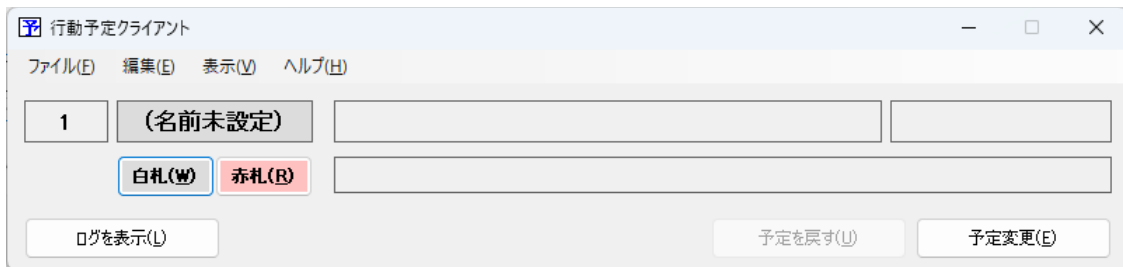 予 行動予定クライアント
ファイル(F) 編集(E) 表示(V) ヘルプ(H)
1 (名前未設定)
白札(W) 赤札(R)
ログを表示(L) 予定を戻す(U) 予定変更(E)